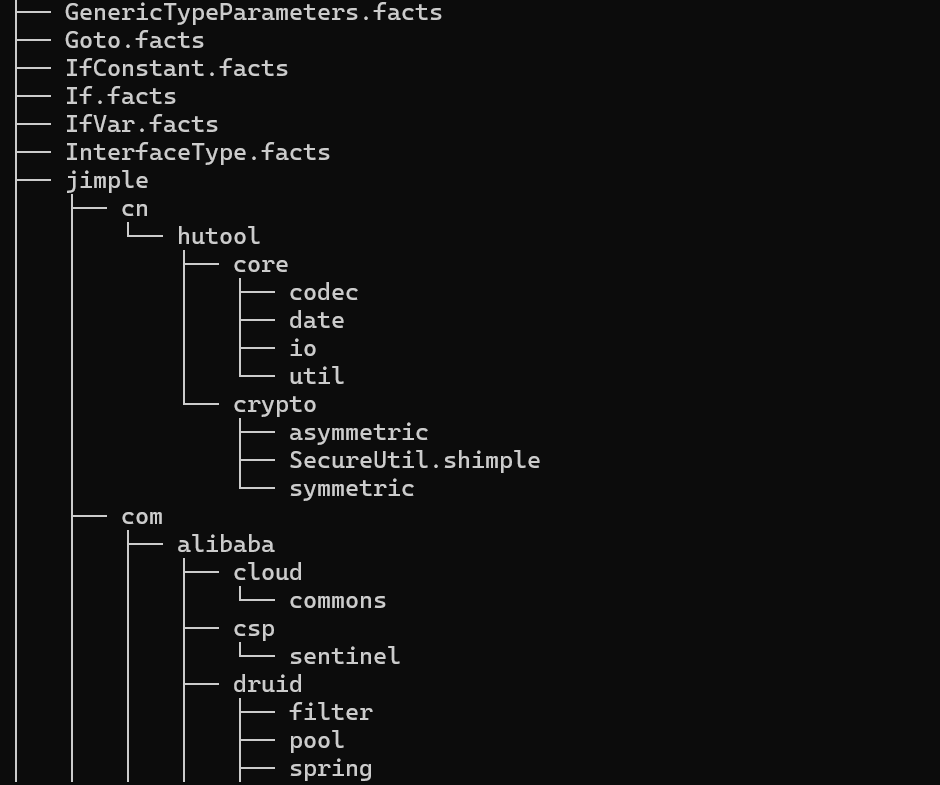 ├── GenericTypeParameters.facts
├── Goto.facts
├── IfConstant.facts
├── If.facts
├── IfVar.facts
├── InterfaceType.facts
├── jimple
│   ├── cn
│   │   └── hutool
│   │       ├── core
│   │       │   ├── codec
│   │       │   ├── date
│   │       │   ├── io
│   │       │   └── util
│   │       └── crypto
│   │           ├── asymmetric
│   │           ├── SecureUtil.shimple
│   │           └── symmetric
│   ├── com
│   │   ├── alibaba
│   │   │   ├── cloud
│   │   │   │   └── commons
│   │   │   ├── csp
│   │   │   │   └── sentinel
│   │   │   ├── druid
│   │   │   │   ├── filter
│   │   │   │   ├── pool
│   │   │   │   ├── spring